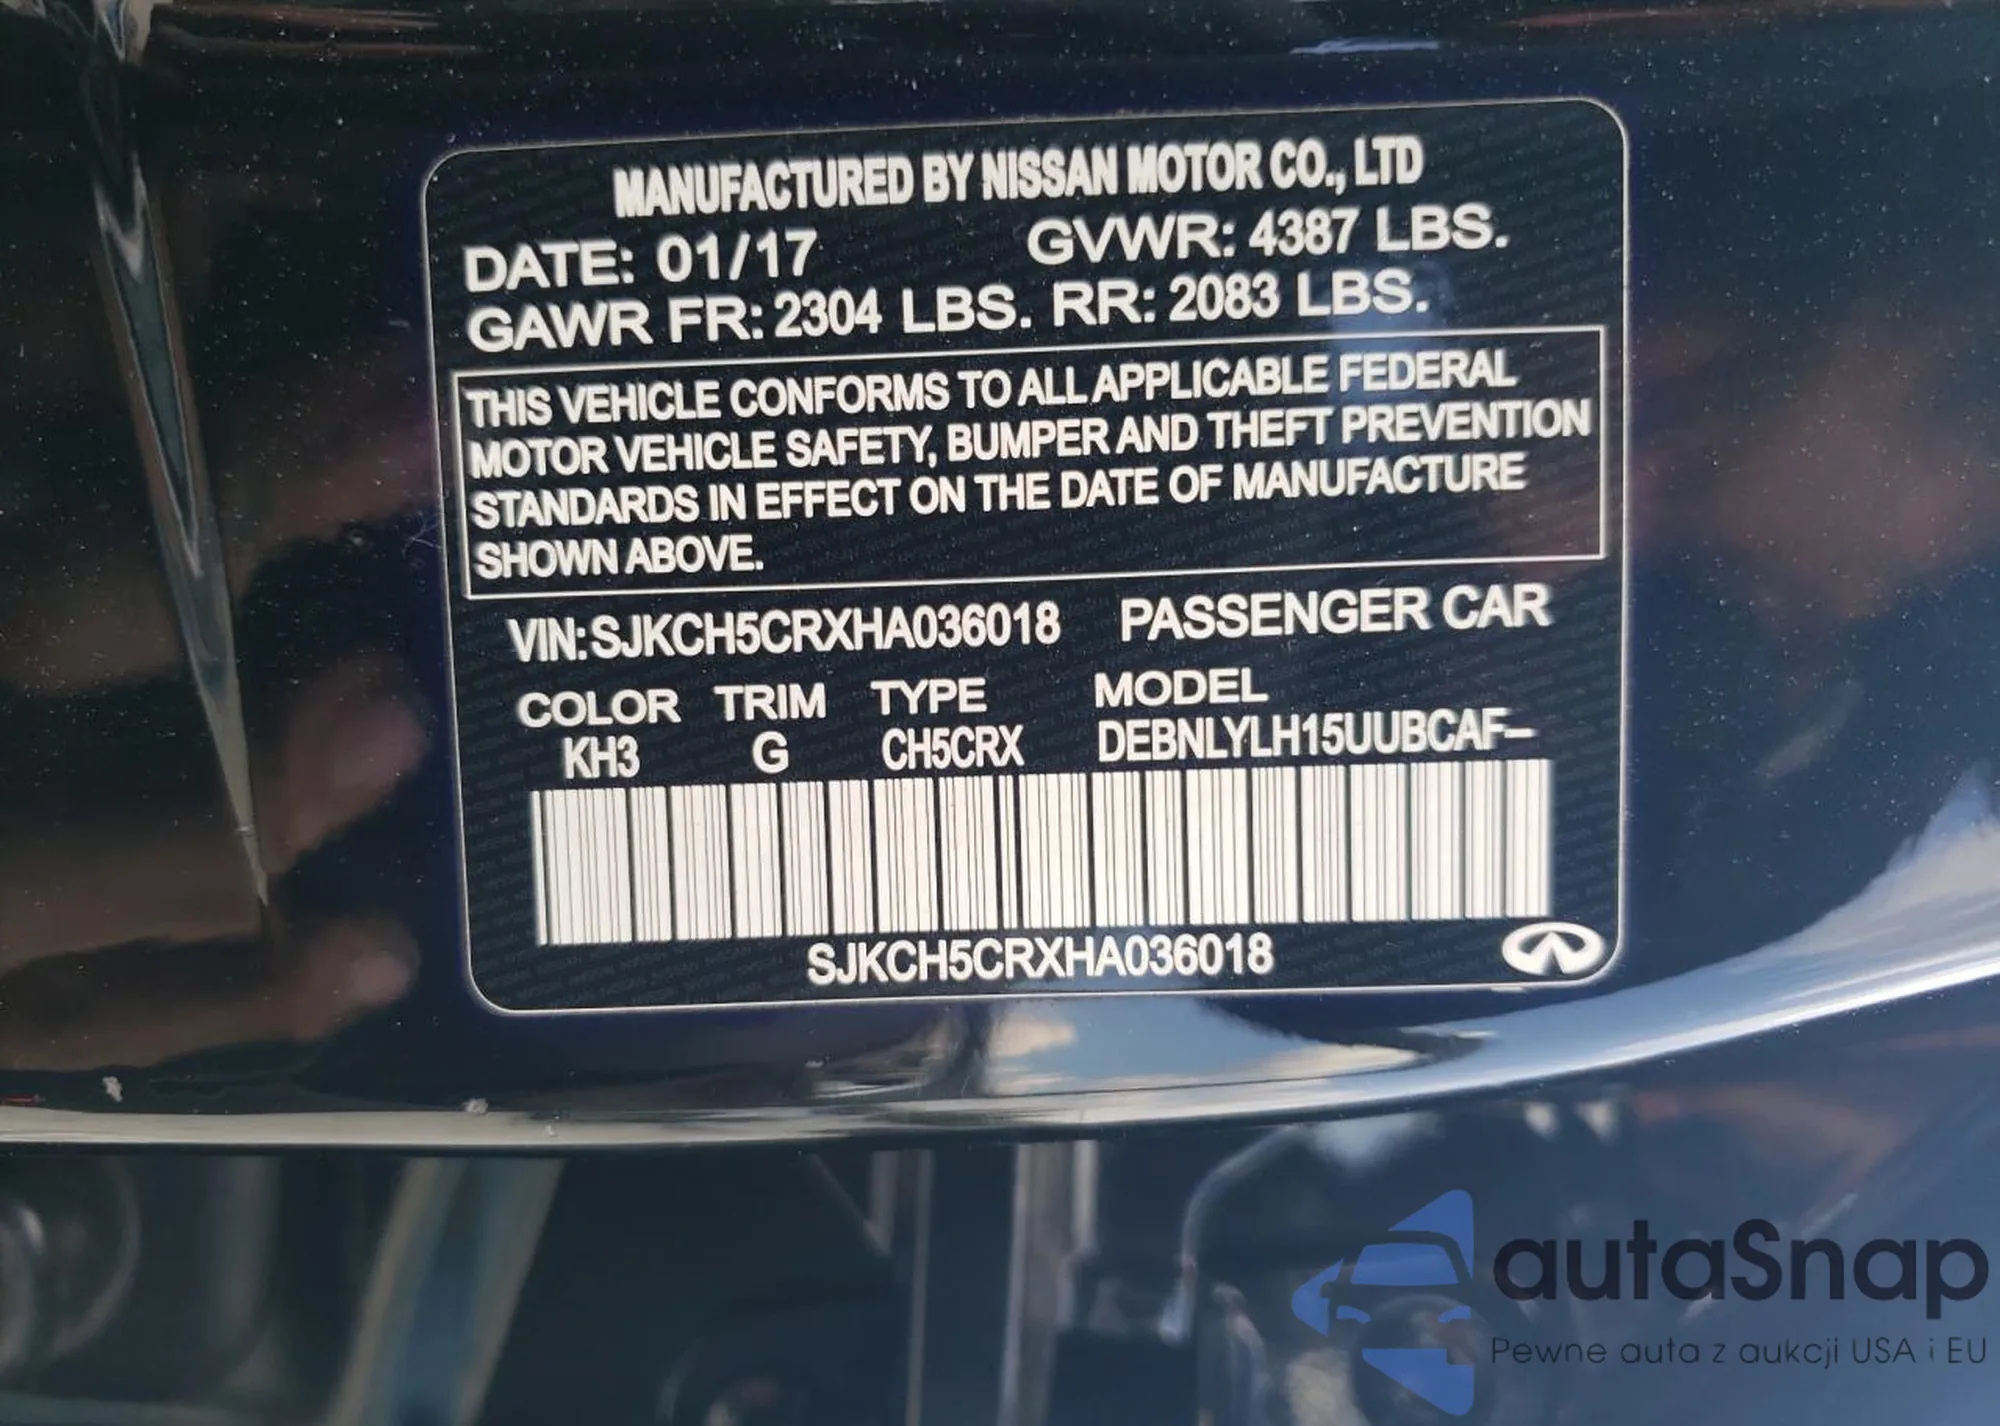 MANUFACTURED BY NISSAN MOTOR CO., LTD
DATE: 01/17 GVWR: 4387 LBS.
GAWR FR: 2304 LBS. RR: 2083 LBS.
THIS VEHICLE CONFORMS TO ALL APPLICABLE FEDERAL
MOTOR VEHICLE SAFETY, BUMPER AND THEFT PREVENTION
STANDARDS IN EFFECT ON THE DATE OF MANUFACTURE
SHOWN ABOVE.
VIN: SJKCH5CRXHA036018 PASSENGER CAR
COLOR TRIM TYPE MODEL
KH3 G CH5CRX DEBNLYLH15UUBCAF-
SJKCH5CRXHA036018
autaSnap
Pewne auta z aukcji USA i EU